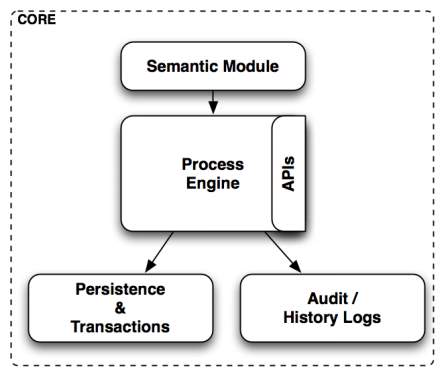 CORE
Semantic Module
Process
Engine
APIs
Persistence
&
Transactions
Audit /
History Logs